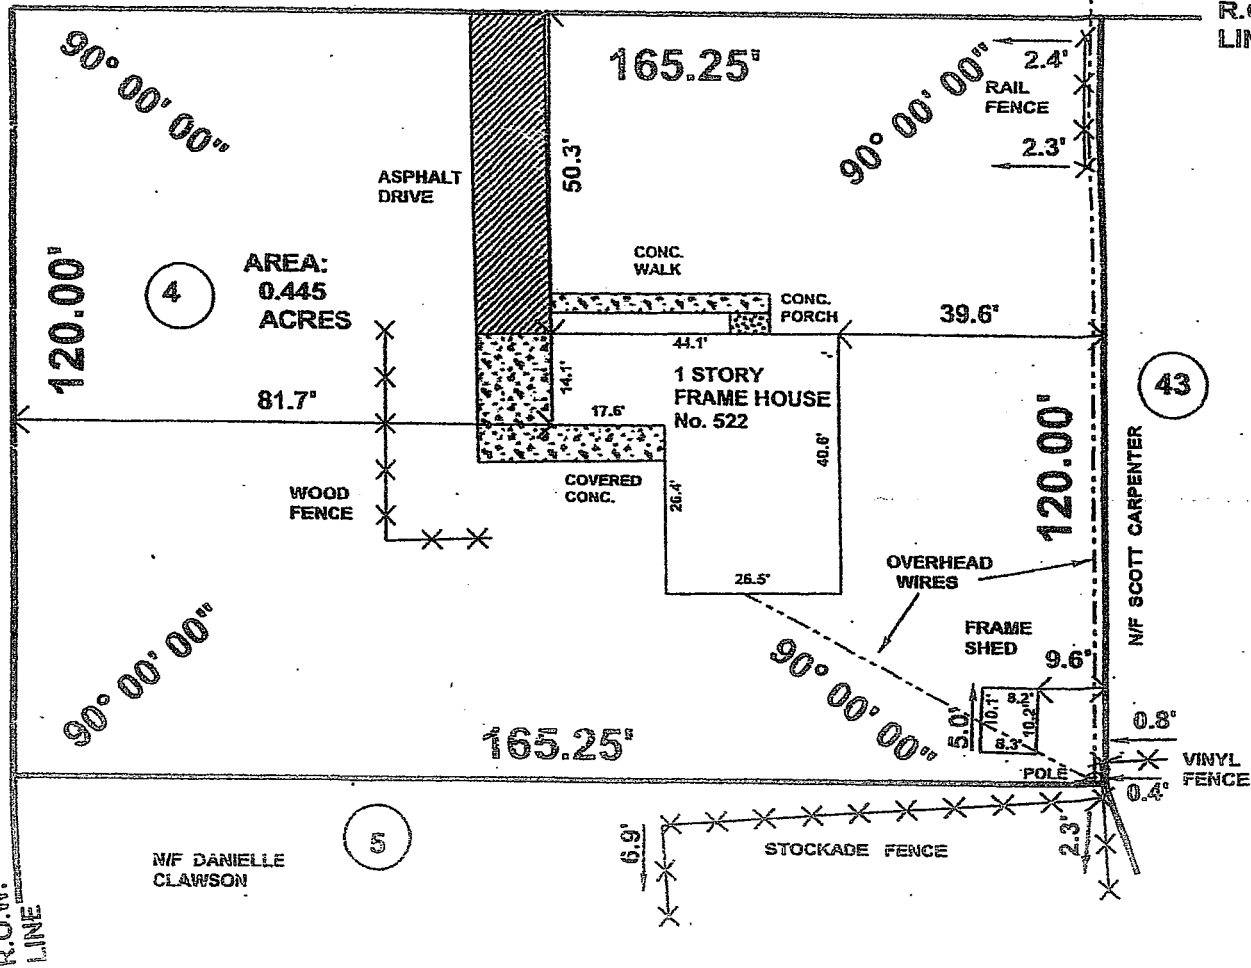 R.O
LIN
90° 00' 00"
165.25'
90° 00' 00"
2.4'
RAIL
FENCE
2.3'
ASPHALT
DRIVE
50.3'
120.00'
4
AREA:
0.445
ACRES
CONC.
WALK
CONC.
PORCH
39.6'
44.1'
14.1'
1 STORY
FRAME HOUSE
No. 522
43
81.7'
17.6'
40.6'
120.00'
N/F SCOTT CARPENTER
COVERED
CONC.
26.4'
WOOD
FENCE
26.5'
OVERHEAD
WIRES
FRAME
SHED
9.6'
90° 00' 00"
90° 00' 00"
8.2'
10.1'
10.2'
5.0'
8.3'
0.8'
165.25'
POLE
VINYL
FENCE
0.4'
5
6.9'
STOCKADE FENCE
2.3'
N/F DANIELLE
CLAWSON
R.O.W.
LINE